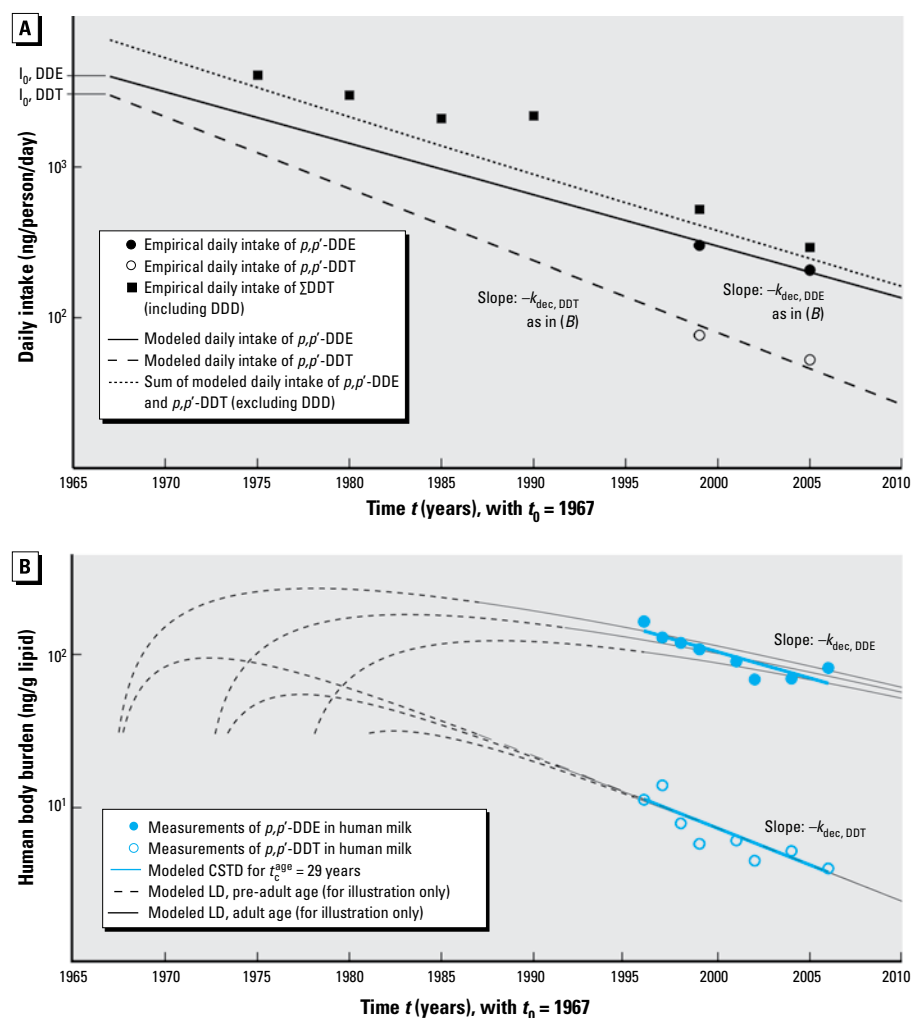 A
I₀, DDE
I₀, DDT
10³
10²
Daily intake (ng/person/day)
Empirical daily intake of p,p′-DDE
Empirical daily intake of p,p′-DDT
Empirical daily intake of ΣDDT
(including DDD)
Modeled daily intake of p,p′-DDE
Modeled daily intake of p,p′-DDT
Sum of modeled daily intake of p,p′-DDE
and p,p′-DDT (excluding DDD)
Slope: –k_dec, DDT
as in (B)
Slope: –k_dec, DDE
as in (B)
1965 1970 1975 1980 1985 1990 1995 2000 2005 2010
Time t (years), with t₀ = 1967
B
10²
10¹
Human body burden (ng/g lipid)
Slope: –k_dec, DDE
Slope: –k_dec, DDT
Measurements of p,p′-DDE in human milk
Measurements of p,p′-DDT in human milk
Modeled CSTD for t_c^age = 29 years
Modeled LD, pre-adult age (for illustration only)
Modeled LD, adult age (for illustration only)
1965 1970 1975 1980 1985 1990 1995 2000 2005 2010
Time t (years), with t₀ = 1967